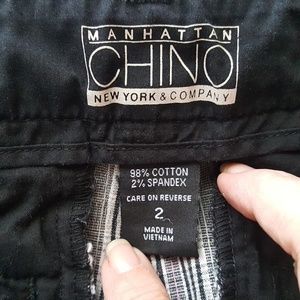 MANHATTAN
CHINO
NEW YORK & COMPANY
98% COTTON
2% SPANDEX
CARE ON REVERSE
2
MADE IN
VIETNAM